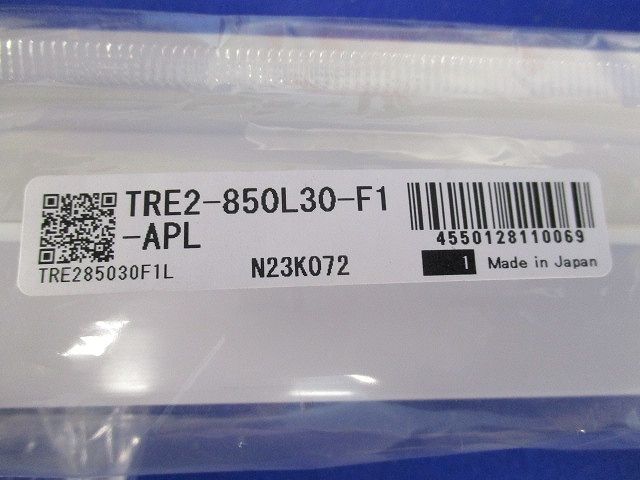 TRE2-850L30-F1
-APL
TRE285030F1L
N23K072
4550128110069
1
Made in Japan